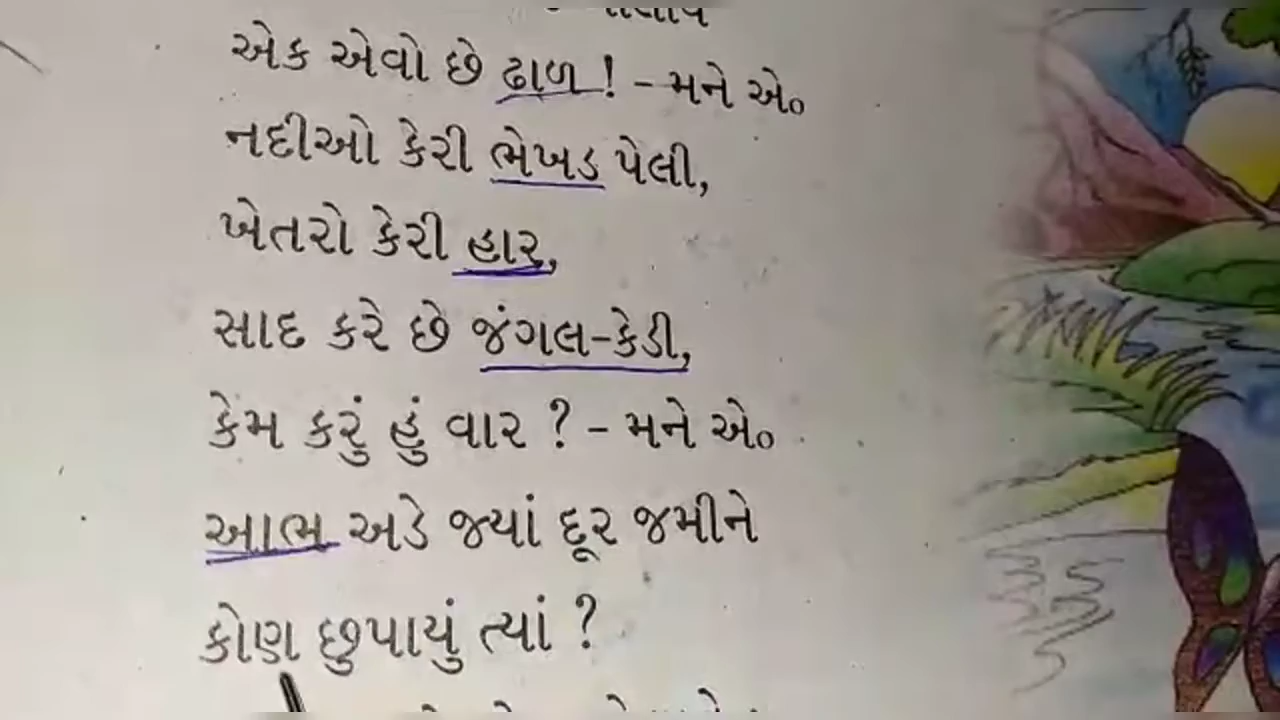 એક એવો છે ઢાળ ! – મને એ૦
નદીઓ કેરી ભેખડ પેલી,
ખેતરો કેરી હાર,
સાદ કરે છે જંગલ-કેડી,
કેમ કરું હું વાર ? – મને એ૦
આભ અડે જ્યાં દૂર જમીને
કોણ છુપાયું ત્યાં ?